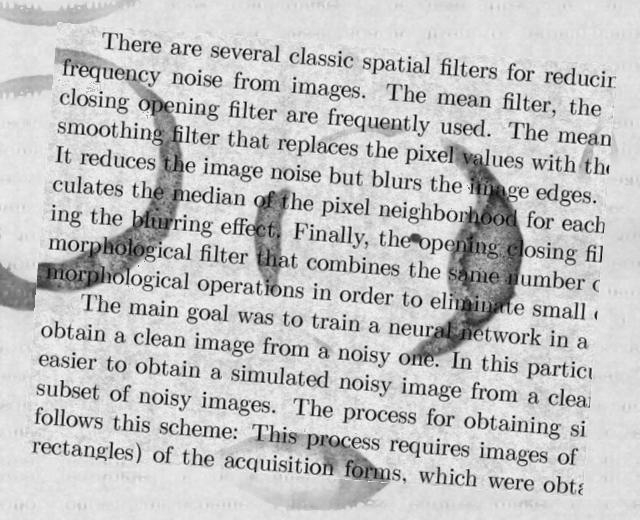 There are several classic spatial filters for reducin
frequency noise from images. The mean filter, the
closing opening filter are frequently used. The mean
smoothing filter that replaces the pixel values with the
It reduces the image noise but blurs the image edges.
culates the median of the pixel neighborhood for each
ing the blurring effect. Finally, the opening closing fil
morphological filter that combines the same number o
morphological operations in order to eliminate small
The main goal was to train a neural network in a
obtain a clean image from a noisy one. In this particu
easier to obtain a simulated noisy image from a clea
subset of noisy images. The process for obtaining si
follows this scheme: This process requires images of
rectangles) of the acquisition forms, which were obta